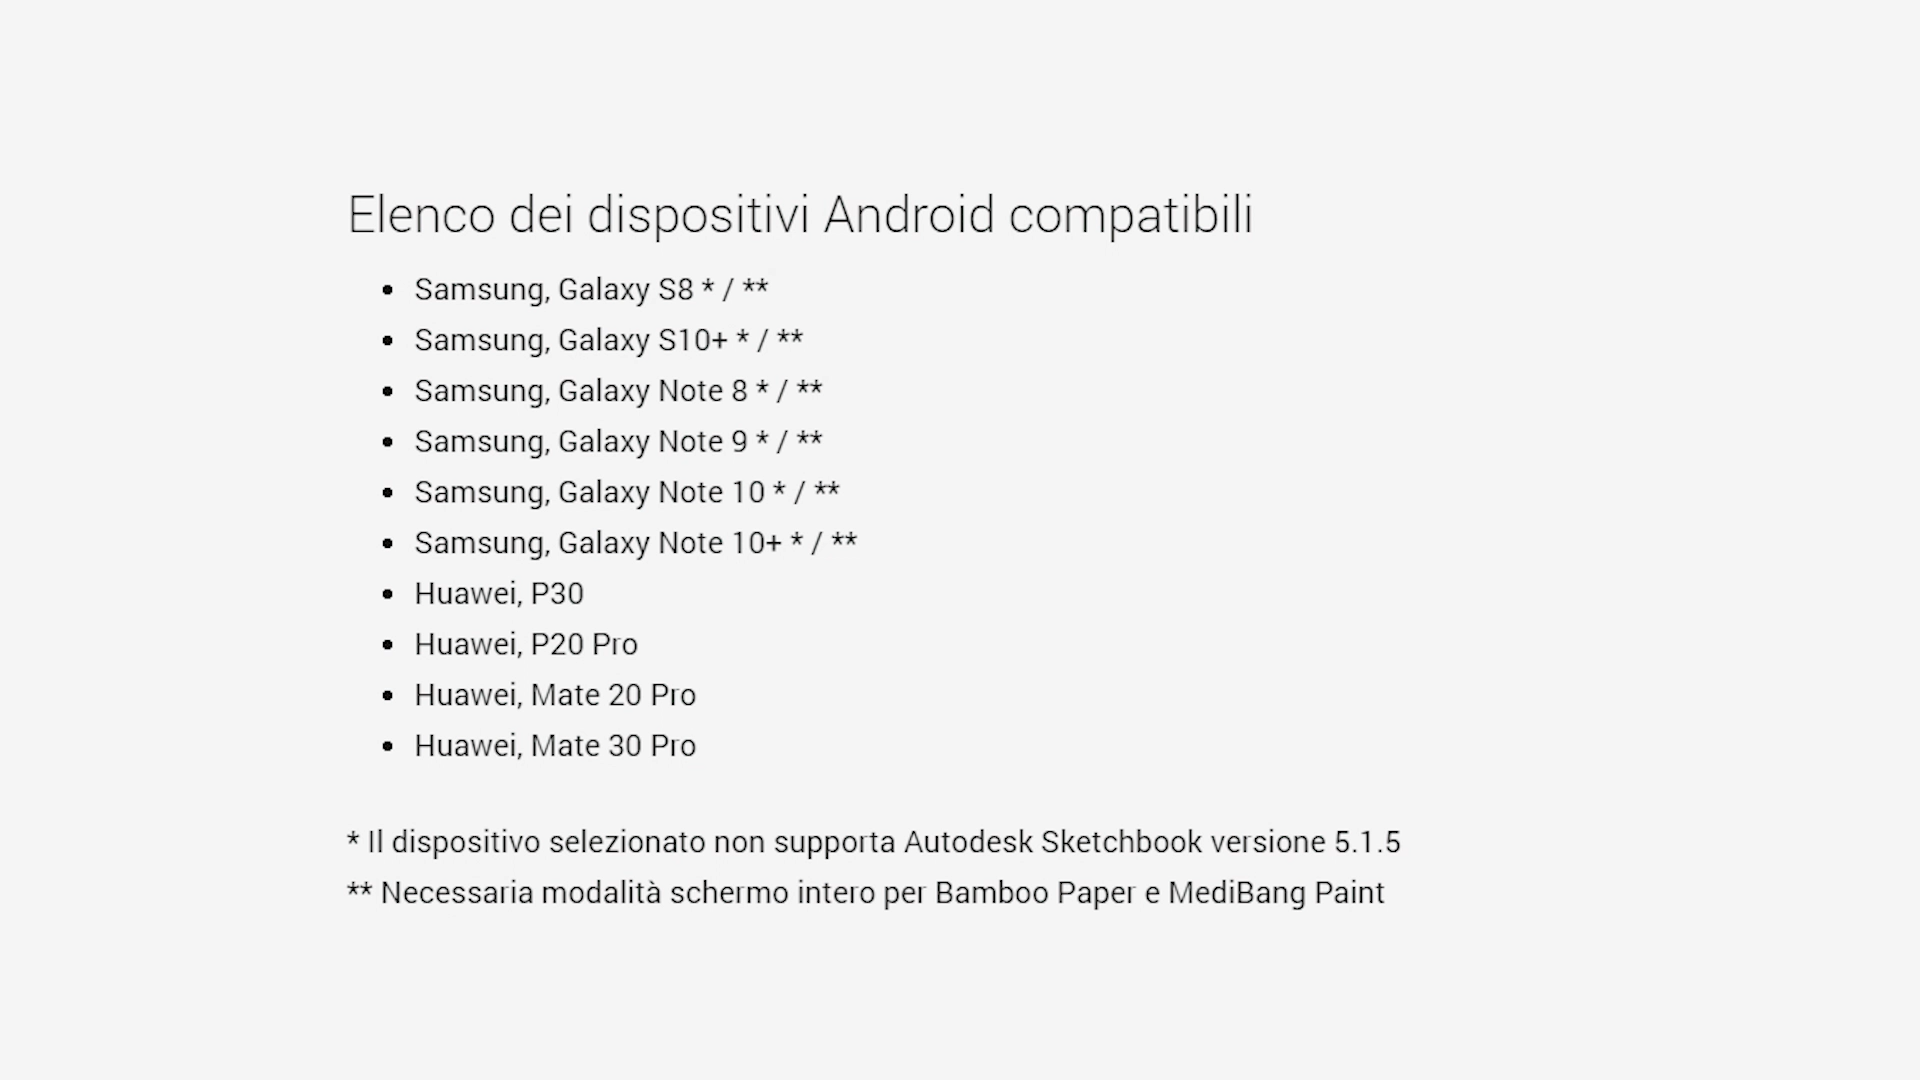 Elenco dei dispositivi Android compatibili
• Samsung, Galaxy S8 * / **
• Samsung, Galaxy S10+ * / **
• Samsung, Galaxy Note 8 * / **
• Samsung, Galaxy Note 9 * / **
• Samsung, Galaxy Note 10 * / **
• Samsung, Galaxy Note 10+ * / **
• Huawei, P30
• Huawei, P20 Pro
• Huawei, Mate 20 Pro
• Huawei, Mate 30 Pro
* Il dispositivo selezionato non supporta Autodesk Sketchbook versione 5.1.5
** Necessaria modalità schermo intero per Bamboo Paper e MediBang Paint